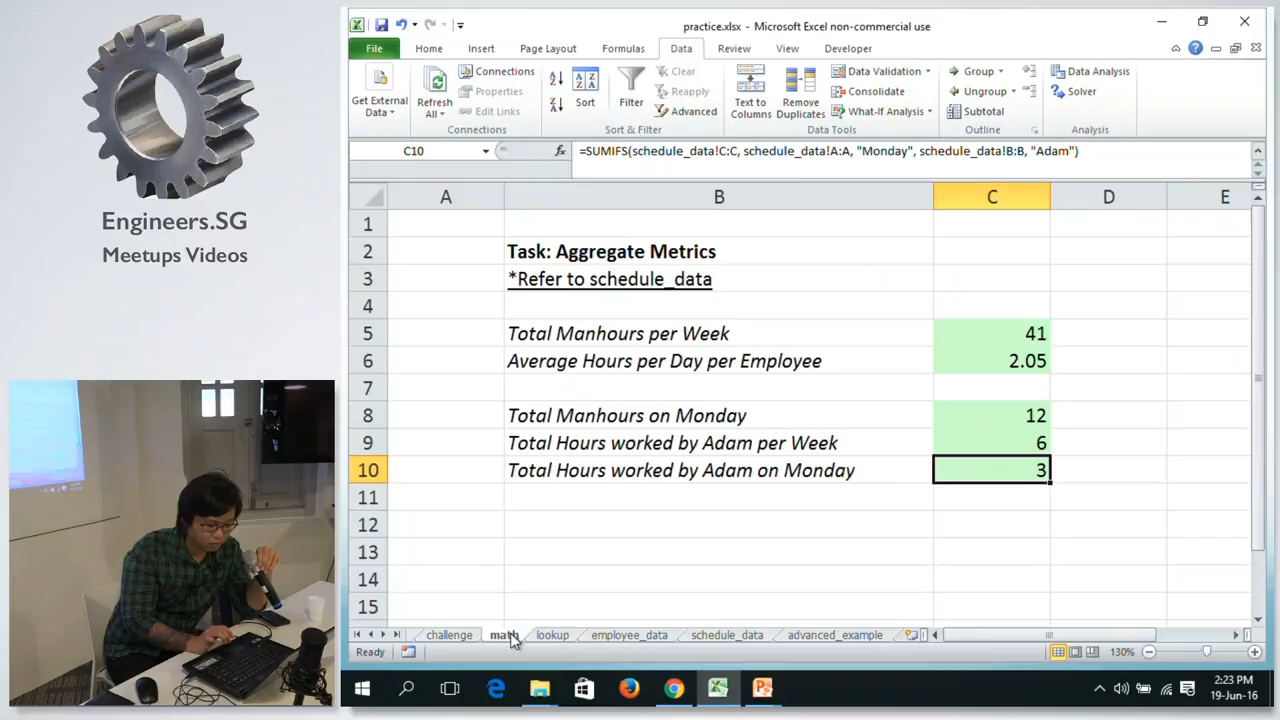 Engineers.SG
Meetups Videos
practice.xlsx - Microsoft Excel non-commercial use
File Home Insert Page Layout Formulas Data Review View Developer
Get External Data
Refresh All
Connections
Properties
Edit Links
Connections
Sort
Filter
Clear
Reapply
Advanced
Sort & Filter
Text to Columns
Remove Duplicates
Data Validation
Consolidate
What-If Analysis
Data Tools
Group
Ungroup
Subtotal
Outline
Data Analysis
Solver
Analysis
C10 fx =SUMIFS(schedule_data!C:C, schedule_data!A:A, "Monday", schedule_data!B:B, "Adam")
A B C D E
1
2 Task: Aggregate Metrics
3 *Refer to schedule_data
4
5 Total Manhours per Week 41
6 Average Hours per Day per Employee 2.05
7
8 Total Manhours on Monday 12
9 Total Hours worked by Adam per Week 6
10 Total Hours worked by Adam on Monday 3
11
12
13
14
15
challenge math lookup employee_data schedule_data advanced_example
Ready 130%
2:23 PM
19-Jun-16